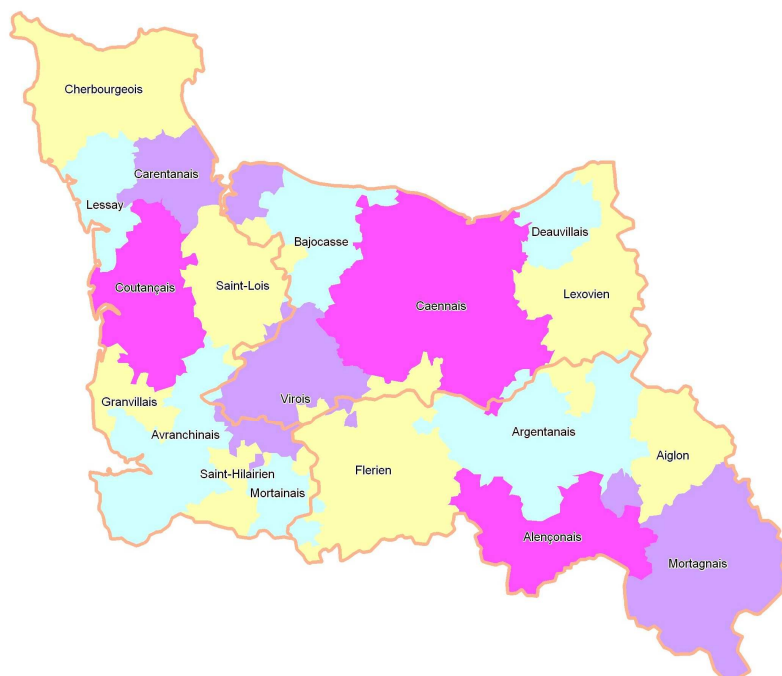 Cherbourgeois
Carentanais
Lessay
Deauvillais
Bajocasse
Coutançais
Saint-Lois
Lexovien
Caennais
Virois
Granvillais
Avranchinais
Argentanais
Aiglon
Saint-Hilairien
Flerien
Mortainais
Alençonais
Mortagnais